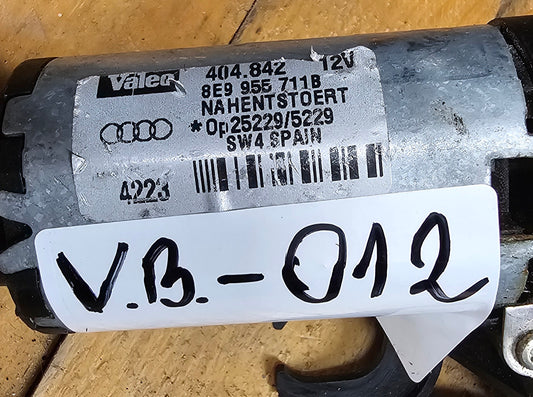 Valeo 404.842 12V
8E9 955 711B
NAHENTSTOERT
*Op25229/5229
SW4 SPAIN
4223
V.B.-012